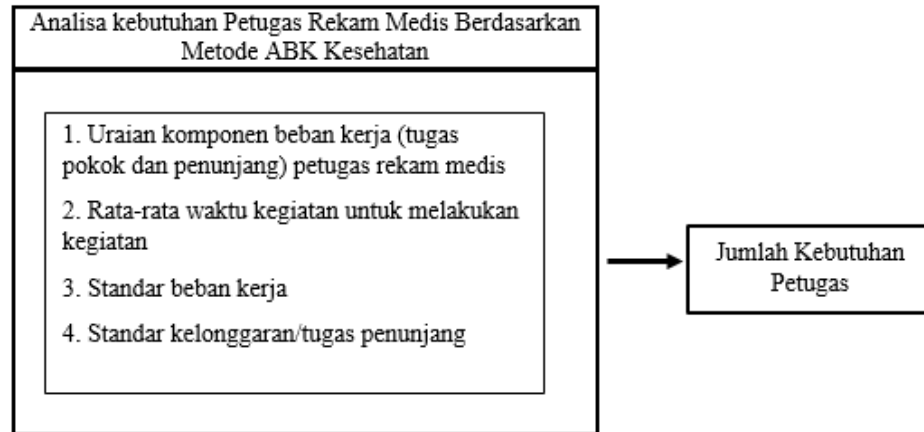 Analisa kebutuhan Petugas Rekam Medis Berdasarkan
Metode ABK Kesehatan
1. Uraian komponen beban kerja (tugas
pokok dan penunjang) petugas rekam medis
2. Rata-rata waktu kegiatan untuk melakukan
kegiatan
3. Standar beban kerja
4. Standar kelonggaran/tugas penunjang
Jumlah Kebutuhan
Petugas